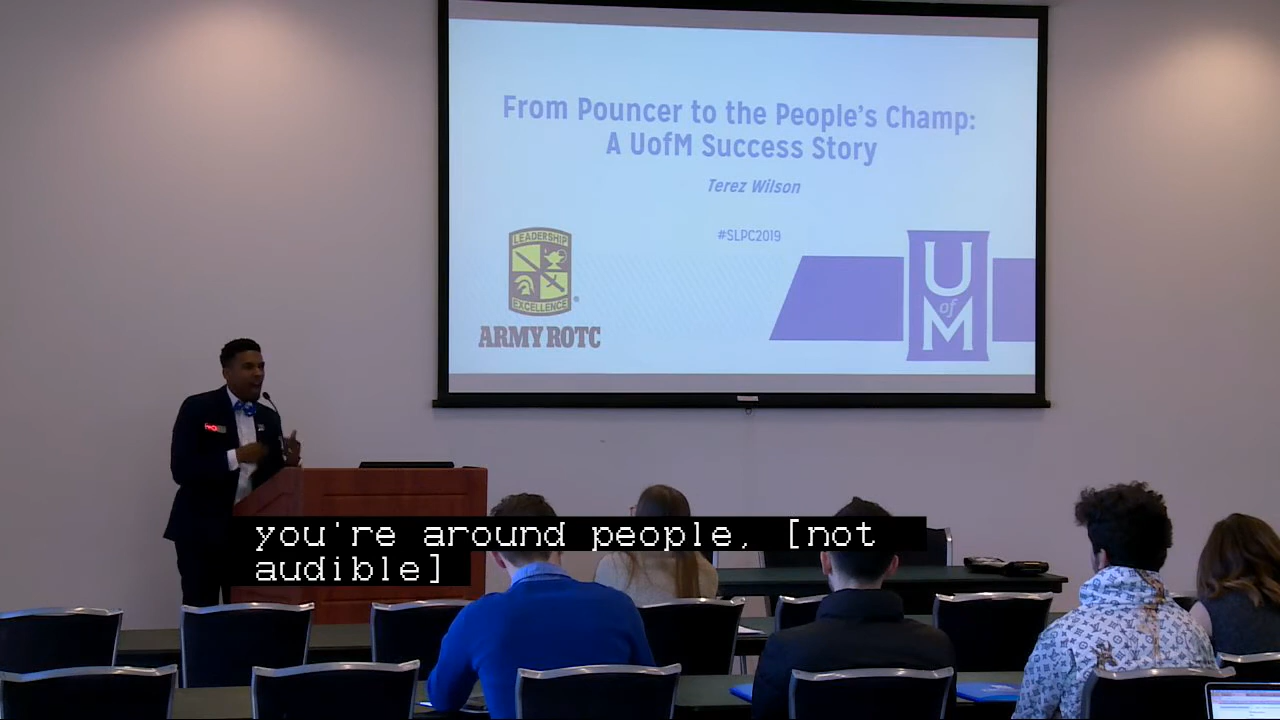 From Pouncer to the People's Champ:
A UofM Success Story
Terez Wilson
#SLPC2019
LEADERSHIP
EXCELLENCE
ARMY ROTC
U
of
M
you're around people, [not
audible]